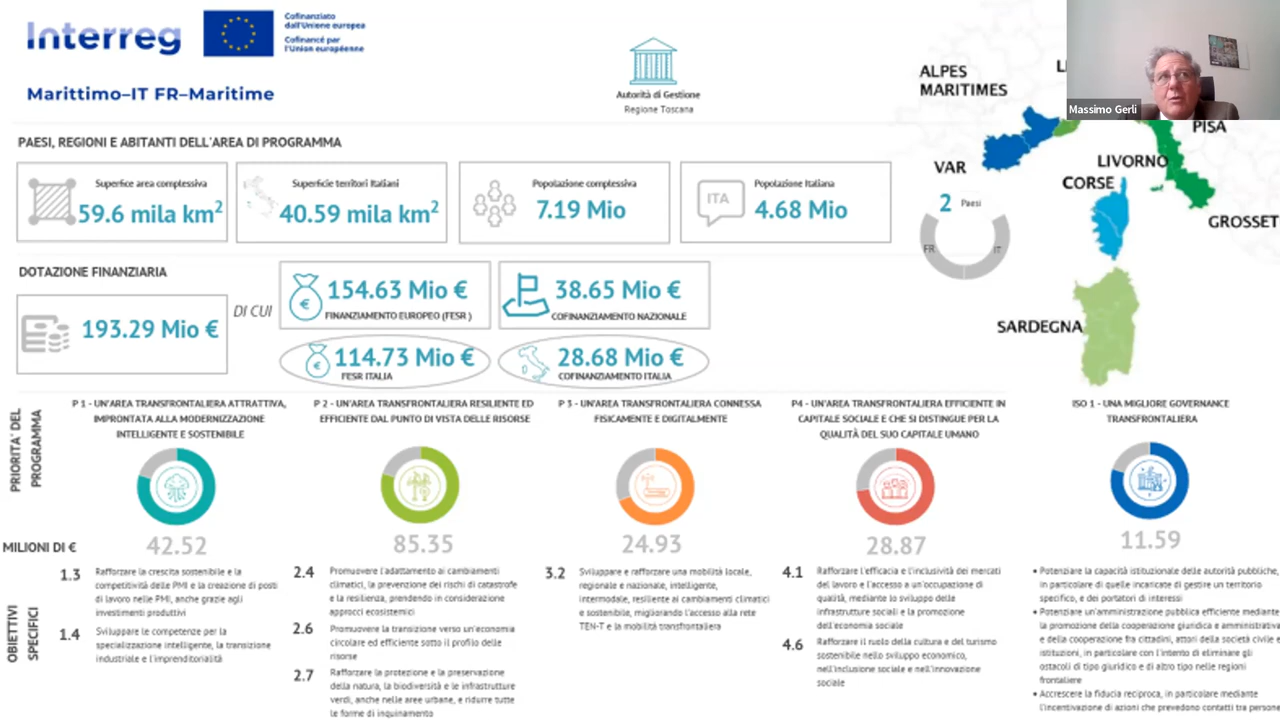 Interreg
Cofinanziato
dall'Unione europea
Cofinancé par
l'Union européenne
Marittimo–IT FR–Maritime
Autorità di Gestione
Regione Toscana
ALPES
MARITIMES
Massimo Gerli
PISA
VAR
LIVORNO
CORSE
GROSSET
2 Paesi
FR
IT
SARDEGNA
PAESI, REGIONI E ABITANTI DELL'AREA DI PROGRAMMA
Superfice area complessiva
59.6 mila km²
Superficie territori Italiani
40.59 mila km²
Popolazione complessiva
7.19 Mio
ITA
Popolazione Italiana
4.68 Mio
DOTAZIONE FINANZIARIA
193.29 Mio €
DI CUI
154.63 Mio €
FINANZIAMENTO EUROPEO (FESR )
38.65 Mio €
COFINANZIAMENTO NAZIONALE
114.73 Mio €
FESR ITALIA
28.68 Mio €
COFINANZIAMENTO ITALIA
PRIORITA' DEL
PROGRAMMA
P 1 - UN'AREA TRANSFRONTALIERA ATTRATTIVA,
IMPRONTATA ALLA MODERNIZZAZIONE
INTELLIGENTE E SOSTENIBILE
P 2 - UN'AREA TRANSFRONTALIERA RESILIENTE ED
EFFICIENTE DAL PUNTO DI VISTA DELLE RISORSE
P 3 - UN'AREA TRANSFRONTALIERA CONNESSA
FISICAMENTE E DIGITALMENTE
P4 - UN'AREA TRANSFRONTALIERA EFFICIENTE IN
CAPITALE SOCIALE E CHE SI DISTINGUE PER LA
QUALITÀ DEL SUO CAPITALE UMANO
ISO 1 - UNA MIGLIORE GOVERNANCE
TRANSFRONTALIERA
MILIONI DI €
42.52
85.35
24.93
28.87
11.59
OBIETTIVI
SPECIFICI
1.3
Rafforzare la crescita sostenibile e la
competitività delle PMI e la creazione di posti
di lavoro nelle PMI, anche grazie agli
investimenti produttivi
1.4
Sviluppare le competenze per la
specializzazione intelligente, la transizione
industriale e l'imprenditorialità
2.4
Promuovere l'adattamento ai cambiamenti
climatici, la prevenzione dei rischi di catastrofe
e la resilienza, prendendo in considerazione
approcci ecosistemici
2.6
Promuovere la transizione verso un'economia
circolare ed efficiente sotto il profilo delle
risorse
2.7
Rafforzare la protezione e la preservazione
della natura, la biodiversità e le infrastrutture
verdi, anche nelle aree urbane, e ridurre tutte
le forme di inquinamento
3.2
Sviluppare e rafforzare una mobilità locale,
regionale e nazionale, intelligente,
intermodale, resiliente ai cambiamenti climatici
e sostenibile, migliorando l'accesso alla rete
TEN-T e la mobilità transfrontaliera
4.1
Rafforzare l'efficacia e l'inclusività dei mercati
del lavoro e l'accesso a un'occupazione di
qualità, mediante lo sviluppo delle
infrastrutture sociali e la promozione
dell'economia sociale
4.6
Rafforzare il ruolo della cultura e del turismo
sostenibile nello sviluppo economico,
nell'inclusione sociale e nell'innovazione
sociale
• Potenziare la capacità istituzionale delle autorità pubbliche,
in particolare di quelle incaricate di gestire un territorio
specifico, e dei portatori di interessi
• Potenziare un'amministrazione pubblica efficiente mediante
la promozione della cooperazione giuridica e amministrativa
e della cooperazione fra cittadini, attori della società civile e
istituzioni, in particolare con l'intento di eliminare gli
ostacoli di tipo giuridico e di altro tipo nelle regioni
frontaliere
• Accrescere la fiducia reciproca, in particolare mediante
l'incentivazione di azioni che prevedono contatti tra persone